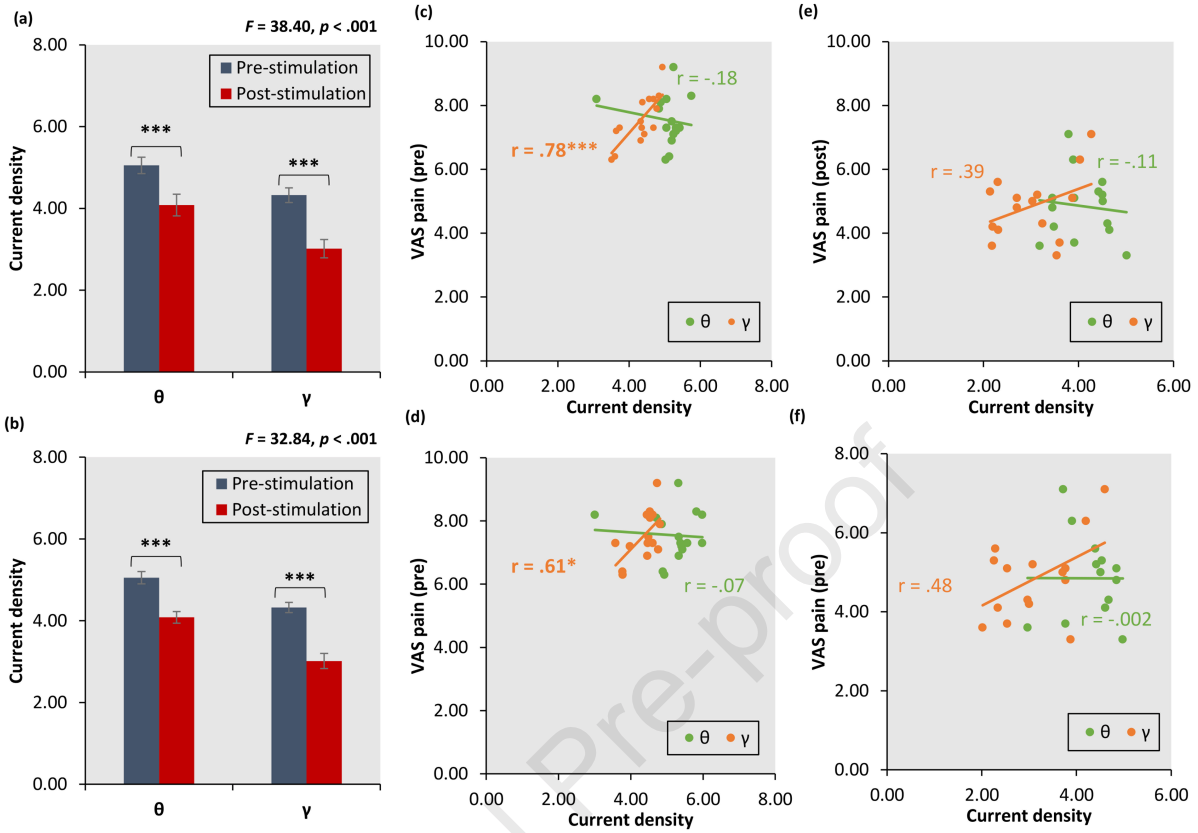 (a)
F = 38.40, p < .001
8.00
6.00
4.00
2.00
0.00
Current density
Pre-stimulation
Post-stimulation
***
***
θ
γ
(b)
F = 32.84, p < .001
8.00
6.00
4.00
2.00
0.00
Current density
Pre-stimulation
Post-stimulation
***
***
θ
γ
(c)
10.00
8.00
6.00
4.00
2.00
0.00
VAS pain (pre)
r = -.18
r = .78***
θ
γ
0.00 2.00 4.00 6.00 8.00
Current density
(d)
10.00
8.00
6.00
4.00
2.00
0.00
VAS pain (pre)
r = .61*
r = -.07
θ
γ
0.00 2.00 4.00 6.00 8.00
Current density
(e)
10.00
8.00
6.00
4.00
2.00
0.00
VAS pain (post)
r = .39
r = -.11
θ
γ
0.00 2.00 4.00 6.00
Current density
(f)
8.00
6.00
4.00
2.00
0.00
VAS pain (pre)
r = .48
r = -.002
θ
γ
0.00 2.00 4.00 6.00
Current density
Pre-proof